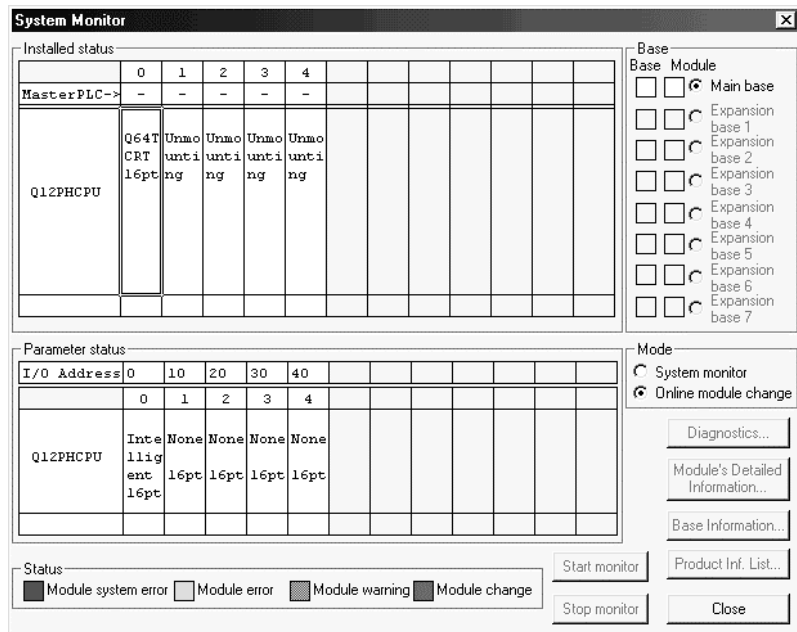 System Monitor
Installed status
0 1 2 3 4
MasterPLC-> - - - - -
Q12PHCPU
Q64T
CRT
16pt
Unmo
unti
ng
Unmo
unti
ng
Unmo
unti
ng
Unmo
unti
ng
Base
Base Module
Main base
Expansion
base 1
Expansion
base 2
Expansion
base 3
Expansion
base 4
Expansion
base 5
Expansion
base 6
Expansion
base 7
Parameter status
I/O Address 0 10 20 30 40
0 1 2 3 4
Q12PHCPU
Inte
llig
ent
16pt
None
16pt
None
16pt
None
16pt
None
16pt
Mode
System monitor
Online module change
Diagnostics...
Module's Detailed
Information...
Base Information...
Product Inf. List...
Close
Status
Module system error Module error Module warning Module change
Start monitor
Stop monitor